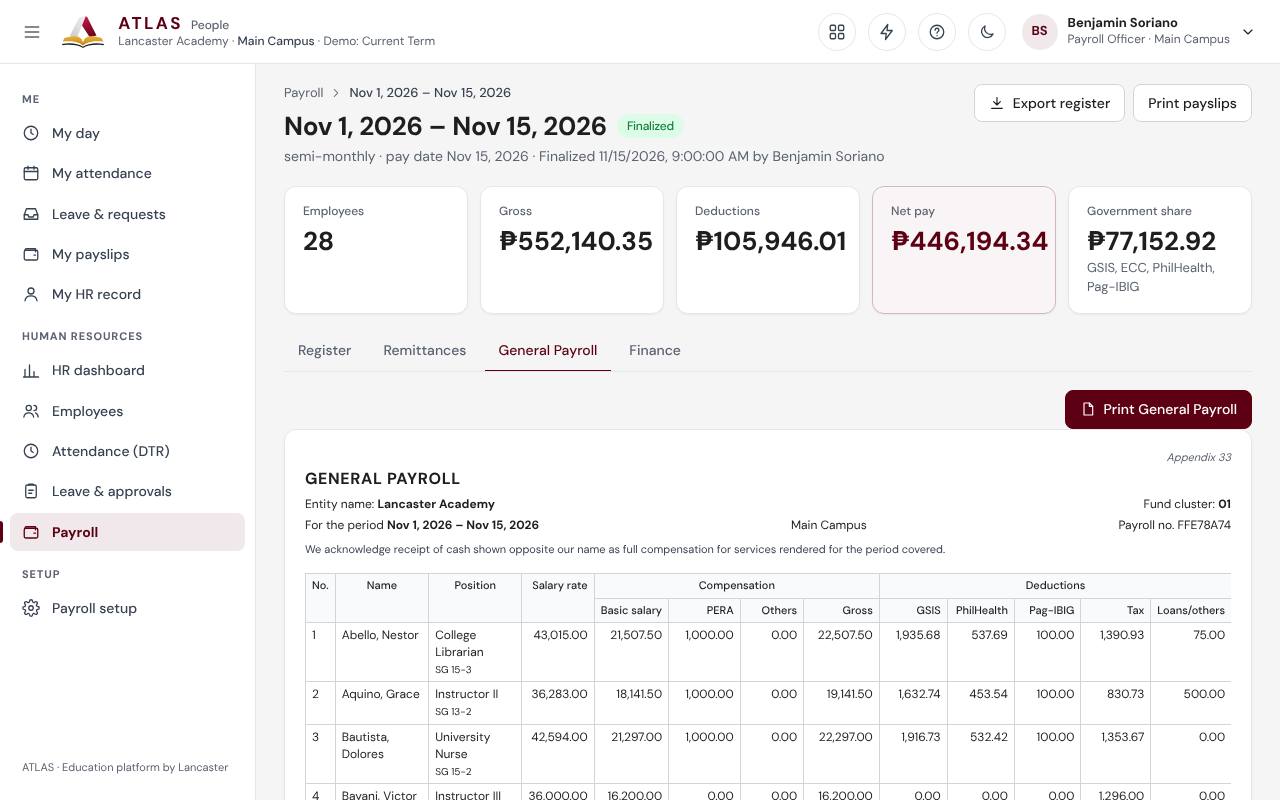 ATLAS People
Lancaster Academy · Main Campus · Demo: Current Term
BS
Benjamin Soriano
Payroll Officer · Main Campus
ME
My day
My attendance
Leave & requests
My payslips
My HR record
HUMAN RESOURCES
HR dashboard
Employees
Attendance (DTR)
Leave & approvals
Payroll
SETUP
Payroll setup
ATLAS · Education platform by Lancaster
Payroll > Nov 1, 2026 – Nov 15, 2026
Nov 1, 2026 – Nov 15, 2026 Finalized
semi-monthly · pay date Nov 15, 2026 · Finalized 11/15/2026, 9:00:00 AM by Benjamin Soriano
Export register
Print payslips
Employees
28
Gross
₱552,140.35
Deductions
₱105,946.01
Net pay
₱446,194.34
Government share
₱77,152.92
GSIS, ECC, PhilHealth,
Pag-IBIG
Register Remittances General Payroll Finance
Print General Payroll
Appendix 33
GENERAL PAYROLL
Entity name: Lancaster Academy Fund cluster: 01
For the period Nov 1, 2026 – Nov 15, 2026 Main Campus Payroll no. FFE78A74
We acknowledge receipt of cash shown opposite our name as full compensation for services rendered for the period covered.
No. Name Position Salary rate Compensation Deductions
Basic salary PERA Others Gross GSIS PhilHealth Pag-IBIG Tax Loans/others
1 Abello, Nestor College Librarian SG 15-3 43,015.00 21,507.50 1,000.00 0.00 22,507.50 1,935.68 537.69 100.00 1,390.93 75.00
2 Aquino, Grace Instructor II SG 13-2 36,283.00 18,141.50 1,000.00 0.00 19,141.50 1,632.74 453.54 100.00 830.73 500.00
3 Bautista, Dolores University Nurse SG 15-2 42,594.00 21,297.00 1,000.00 0.00 22,297.00 1,916.73 532.42 100.00 1,353.67 0.00
4 Bayani, Victor Instructor III 36,000.00 16,200.00 0.00 0.00 16,200.00 0.00 0.00 0.00 1,296.00 0.00